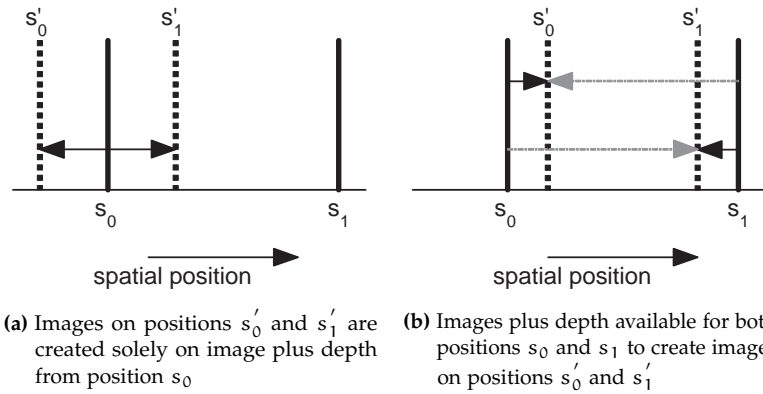 s′0 s′1
s0 s1
spatial position
(a) Images on positions s′0 and s′1 are
created solely on image plus depth
from position s0
s′0 s′1
s0 s1
spatial position
(b) Images plus depth available for bot
positions s0 and s1 to create image
on positions s′0 and s′1